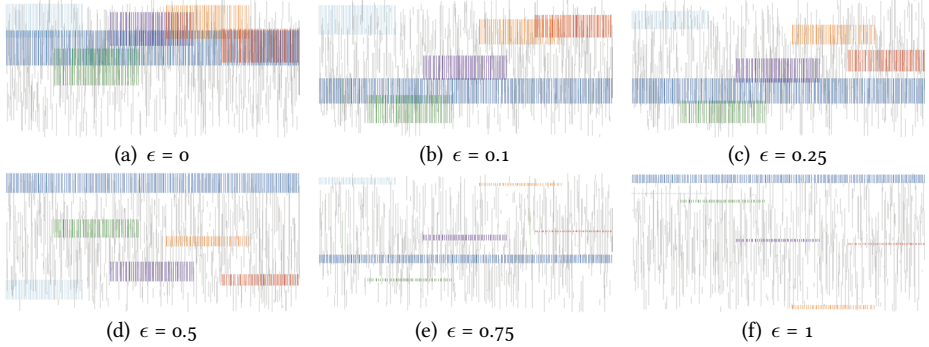 (a) ϵ = 0
(b) ϵ = 0.1
(c) ϵ = 0.25
(d) ϵ = 0.5
(e) ϵ = 0.75
(f) ϵ = 1